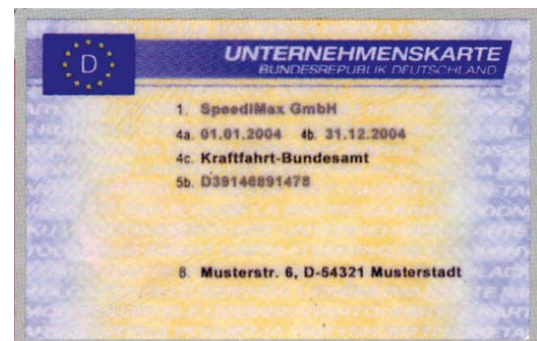 D
UNTERNEHMENSKARTE
BUNDESREPUBLIK DEUTSCHLAND
1. SpeediMax GmbH
4a. 01.01.2004 4b. 31.12.2004
4c. Kraftfahrt-Bundesamt
5b. D39146891478
8. Musterstr. 6, D-54321 Musterstadt